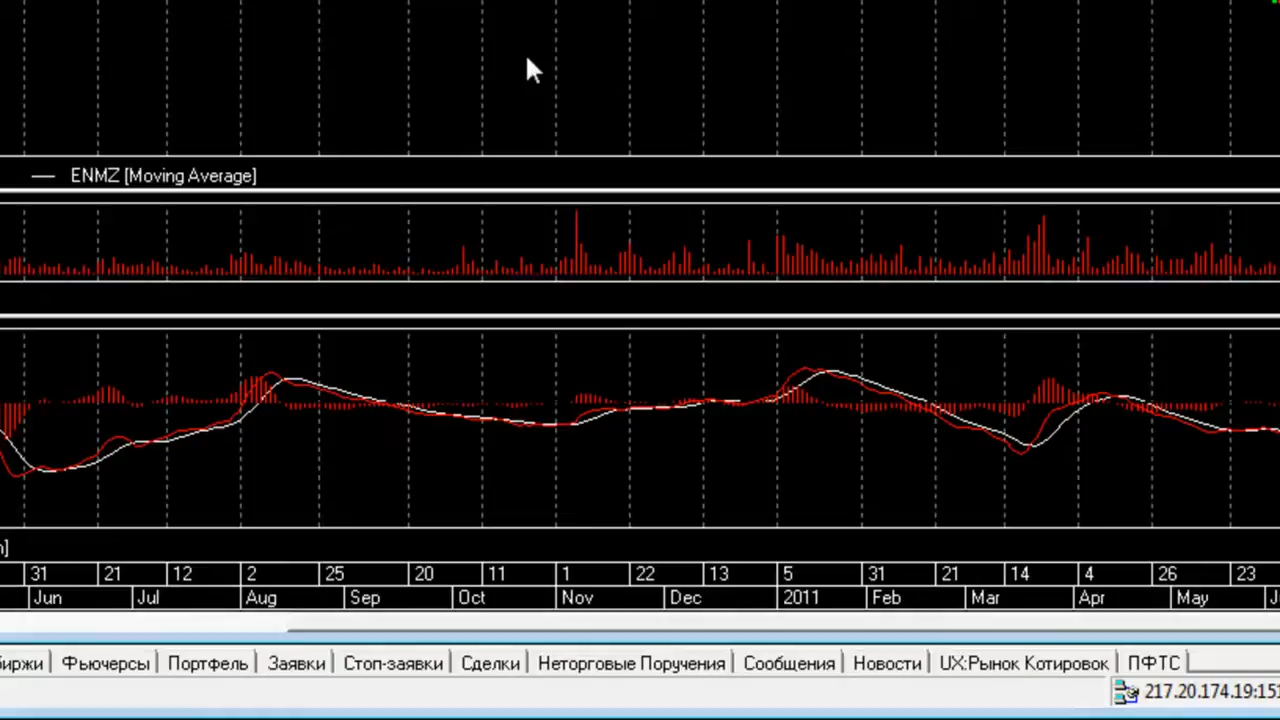 ENMZ [Moving Average]
31 21 12 2 25 20 11 1 22 13 5 31 21 14 4 26 23
Jun Jul Aug Sep Oct Nov Dec 2011 Feb Mar Apr May
Фьючерсы Портфель Заявки Стоп-заявки Сделки Неторговые Поручения Сообщения Новости UX:Рынок Котировок ПФТС
217.20.174.19:151